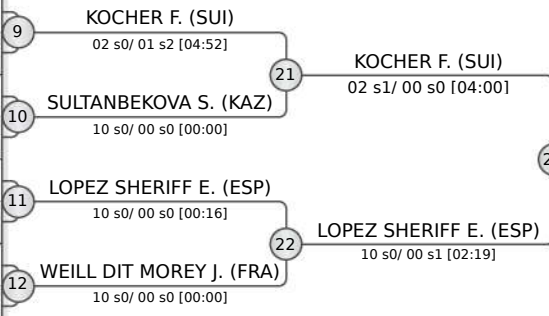 9
KOCHER F. (SUI)
02 s0/ 01 s2 [04:52]
21
KOCHER F. (SUI)
02 s1/ 00 s0 [04:00]
10
SULTANBEKOVA S. (KAZ)
10 s0/ 00 s0 [00:00]
11
LOPEZ SHERIFF E. (ESP)
10 s0/ 00 s0 [00:16]
22
LOPEZ SHERIFF E. (ESP)
10 s0/ 00 s1 [02:19]
12
WEILL DIT MOREY J. (FRA)
10 s0/ 00 s0 [00:00]